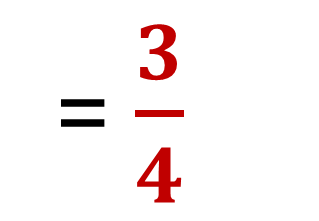 = 3/4